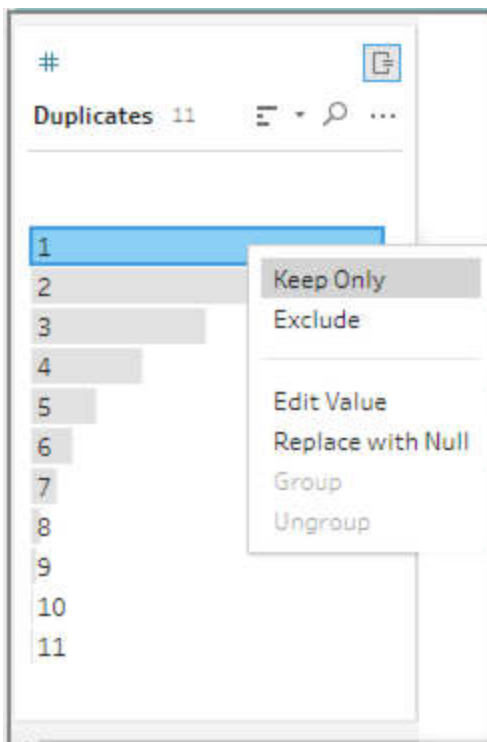 #
Duplicates 11
1
2
3
4
5
6
7
8
9
10
11
Keep Only
Exclude
Edit Value
Replace with Null
Group
Ungroup